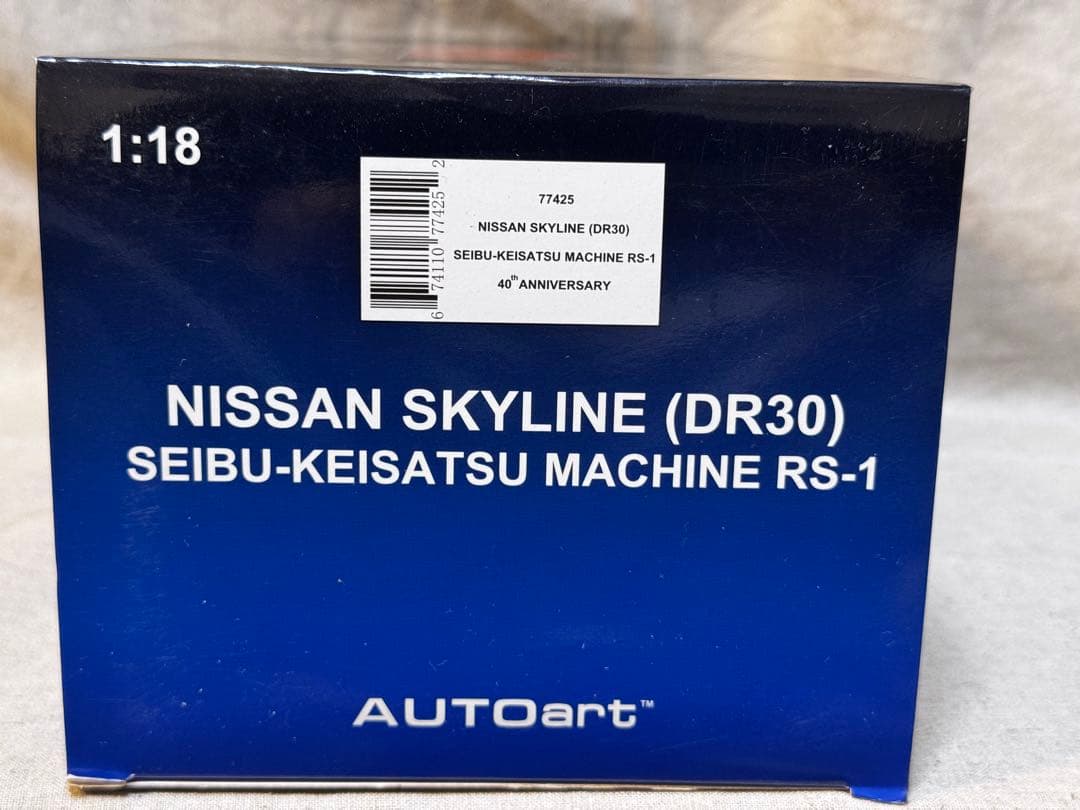 1:18
6 74110 77425 2
77425
NISSAN SKYLINE (DR30)
SEIBU-KEISATSU MACHINE RS-1
40th ANNIVERSARY
NISSAN SKYLINE (DR30)
SEIBU-KEISATSU MACHINE RS-1
AUTOart™